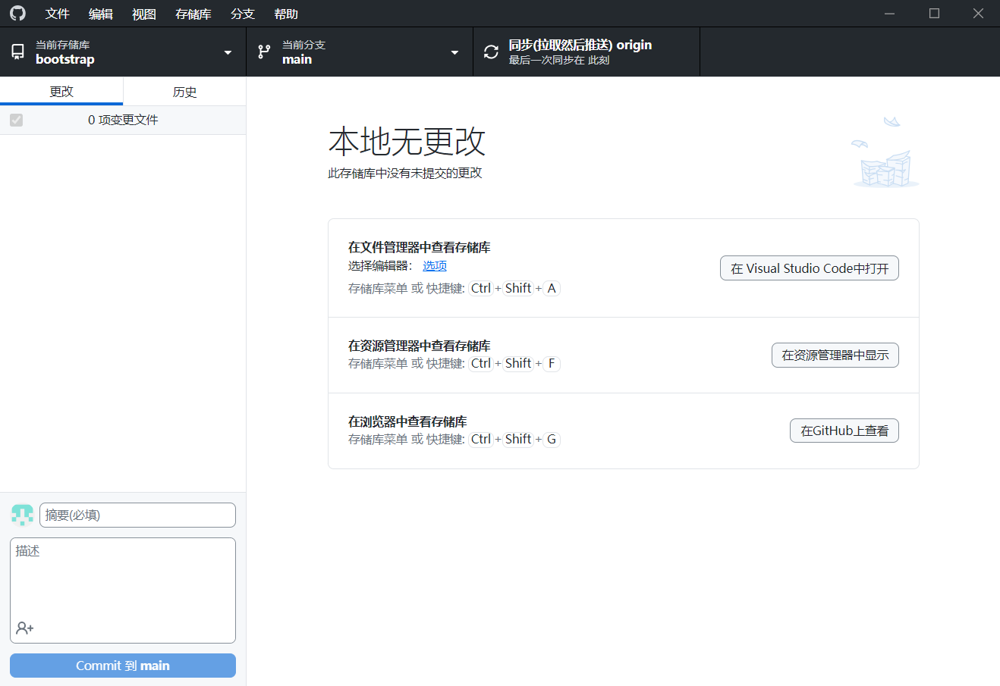 文件 编辑 视图 存储库 分支 帮助
当前存储库
bootstrap
当前分支
main
同步(拉取然后推送) origin
最后一次同步在 此刻
更改 历史
0 项变更文件
本地无更改
此存储库中没有未提交的更改
在文件管理器中查看存储库
选择编辑器： 选项
存储库菜单 或 快捷键: Ctrl + Shift + A
在 Visual Studio Code中打开
在资源管理器中查看存储库
存储库菜单 或 快捷键: Ctrl + Shift + F
在资源管理器中显示
在浏览器中查看存储库
存储库菜单 或 快捷键: Ctrl + Shift + G
在GitHub上查看
摘要(必填)
描述
Commit 到 main